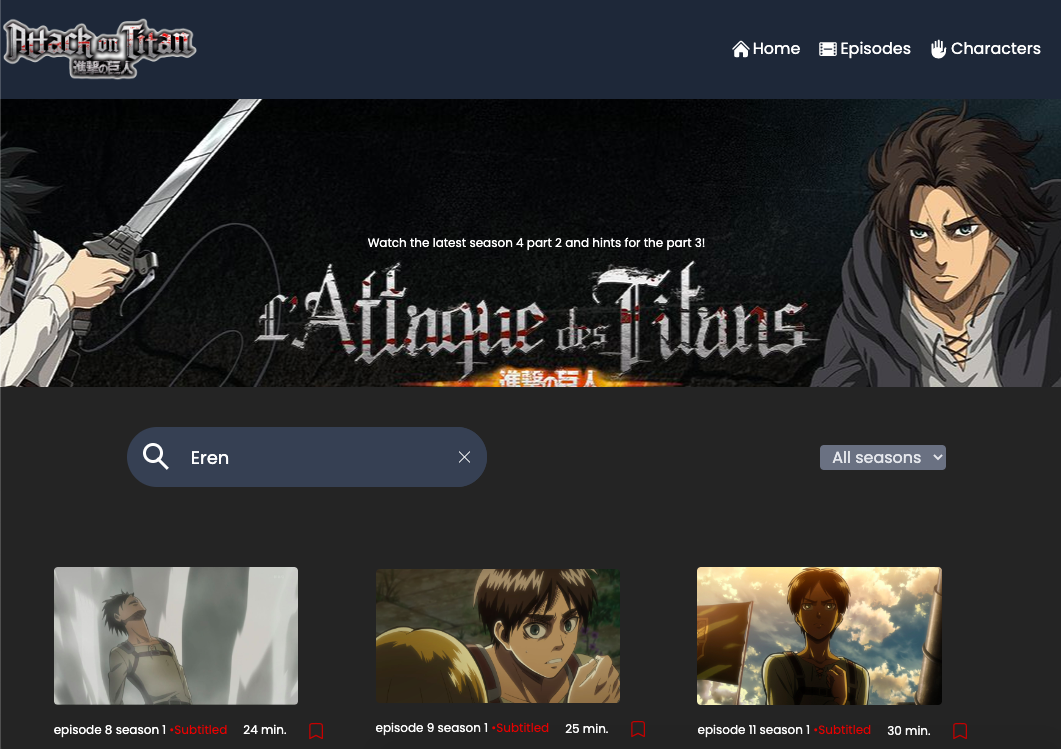 Attack on Titan
進撃の巨人
Home Episodes Characters
Watch the latest season 4 part 2 and hints for the part 3!
L'Attaque des Titans
進撃の巨人
Eren
All seasons
episode 8 season 1 •Subtitled 24 min.
episode 9 season 1 •Subtitled 25 min.
episode 11 season 1 •Subtitled 30 min.